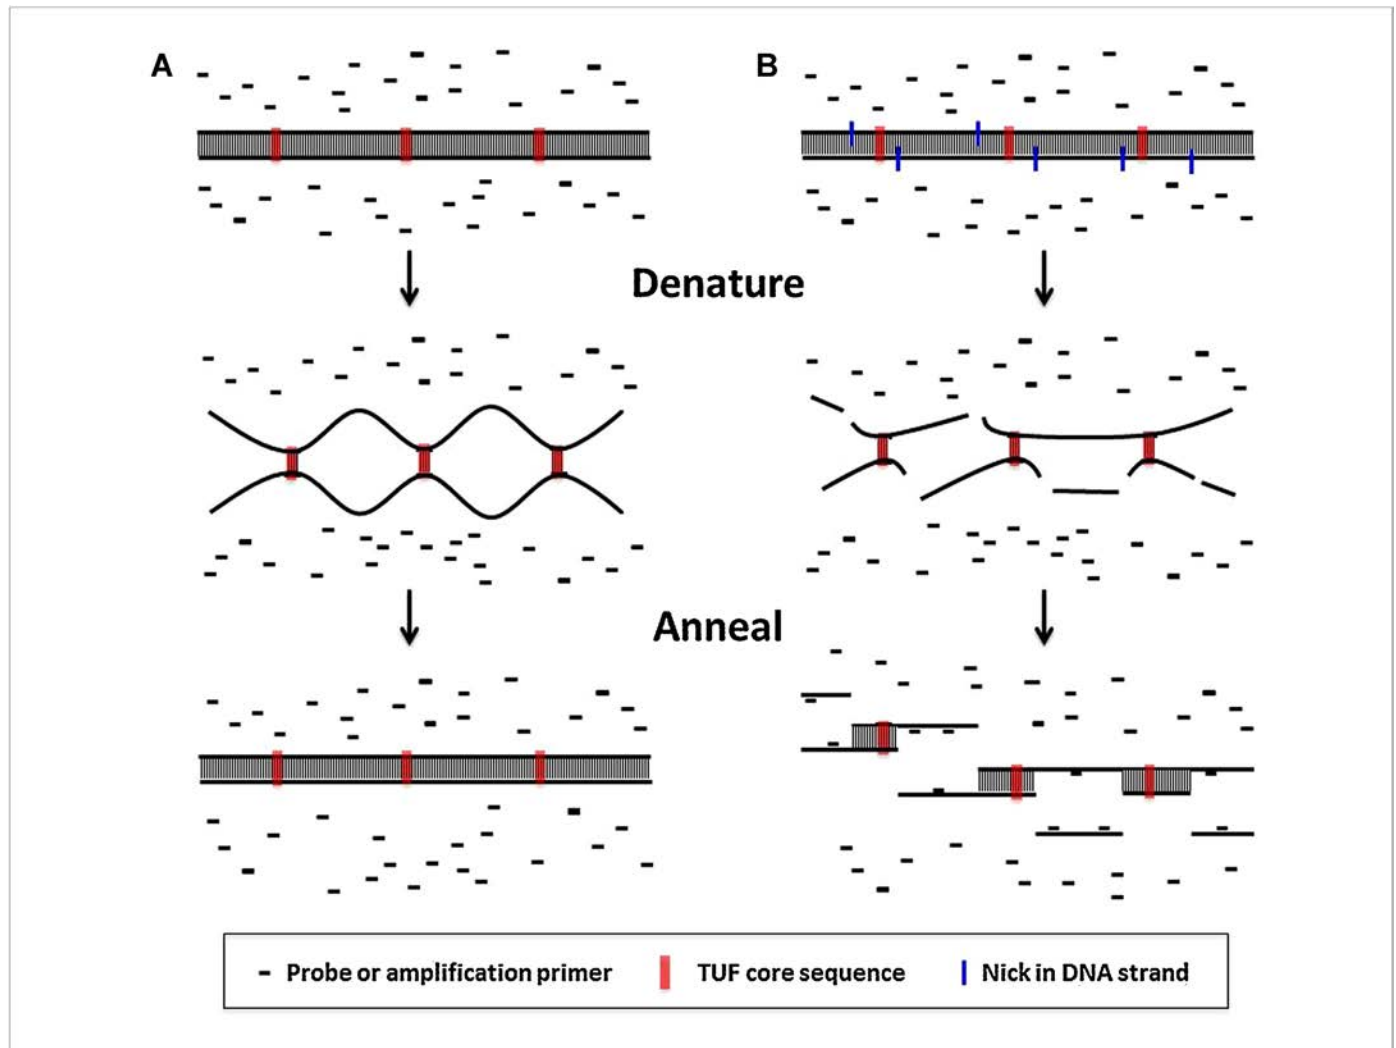 A
B
Denature
Anneal
Probe or amplification primer
TUF core sequence
Nick in DNA strand